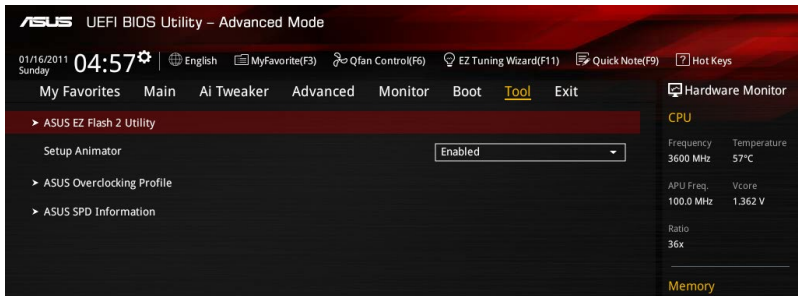 ASUS UEFI BIOS Utility – Advanced Mode
01/16/2011 Sunday 04:57 English MyFavorite(F3) Qfan Control(F6) EZ Tuning Wizard(F11) Quick Note(F9) ? Hot Keys
My Favorites Main Ai Tweaker Advanced Monitor Boot Tool Exit
Hardware Monitor
> ASUS EZ Flash 2 Utility
Setup Animator Enabled
> ASUS Overclocking Profile
> ASUS SPD Information
CPU
Frequency Temperature
3600 MHz 57°C
APU Freq. Vcore
100.0 MHz 1.362 V
Ratio
36x
Memory